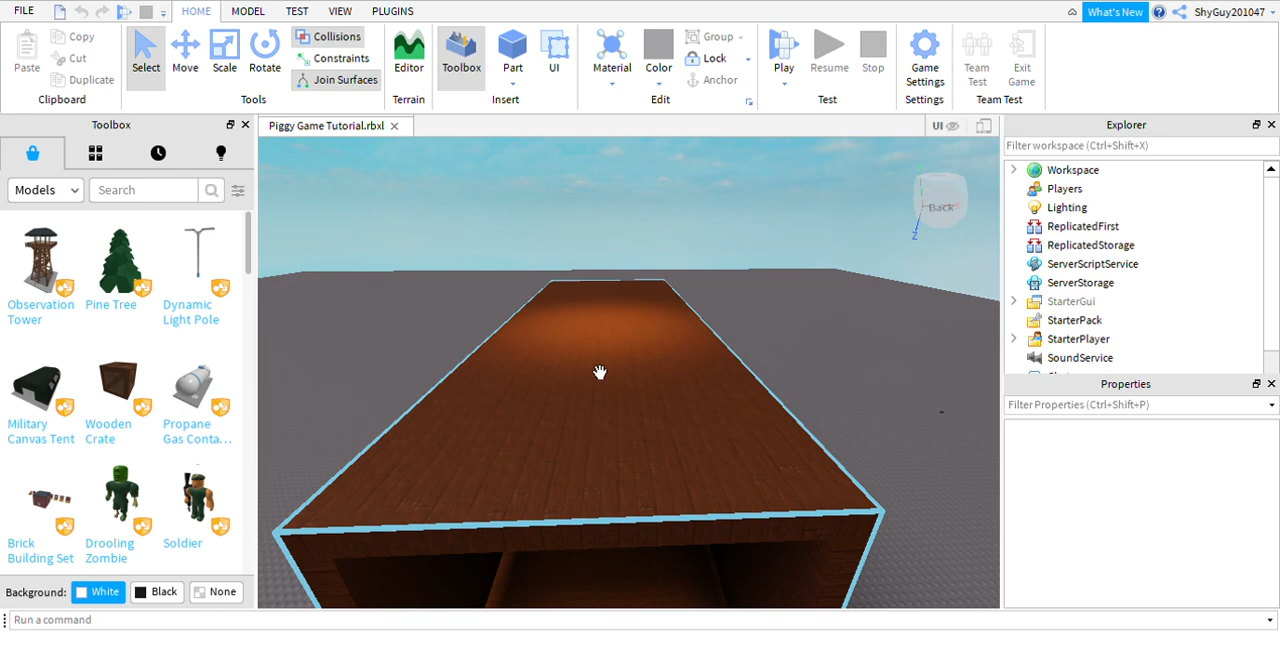 FILE HOME MODEL TEST VIEW PLUGINS What's New ? ShyGuy201047
Paste Copy Cut Duplicate
Select Move Scale Rotate Collisions Constraints Join Surfaces
Editor
Toolbox Part UI
Material Color Group Lock Anchor
Play Resume Stop
Game Settings
Team Test Exit Game
Clipboard Tools Terrain Insert Edit Test Settings Team Test
Toolbox
Models Search
Observation Tower
Pine Tree
Dynamic Light Pole
Military Canvas Tent
Wooden Crate
Propane Gas Conta...
Brick Building Set
Drooling Zombie
Soldier
Background: White Black None
Piggy Game Tutorial.rbxl UI
Y
Back X
Z
Explorer
Filter workspace (Ctrl+Shift+X)
Workspace
Players
Lighting
ReplicatedFirst
ReplicatedStorage
ServerScriptService
ServerStorage
StarterGui
StarterPack
StarterPlayer
SoundService
Properties
Filter Properties (Ctrl+Shift+P)
Run a command